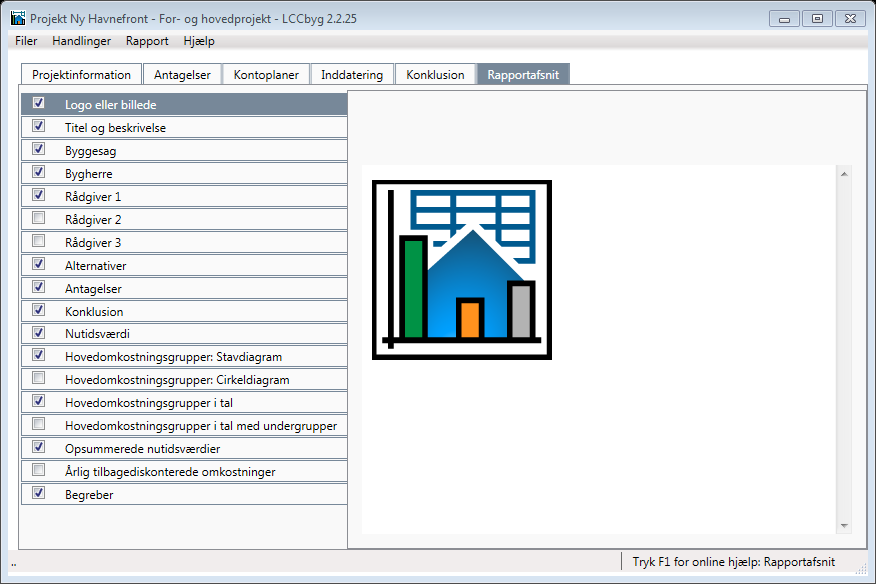 Projekt Ny Havnefront - For- og hovedprojekt - LCCbyg 2.2.25
Filer Handlinger Rapport Hjælp
Projektinformation Antagelser Kontoplaner Inddatering Konklusion Rapportafsnit
Logo eller billede
Titel og beskrivelse
Byggesag
Bygherre
Rådgiver 1
Rådgiver 2
Rådgiver 3
Alternativer
Antagelser
Konklusion
Nutidsværdi
Hovedomkostningsgrupper: Stavdiagram
Hovedomkostningsgrupper: Cirkeldiagram
Hovedomkostningsgrupper i tal
Hovedomkostningsgrupper i tal med undergrupper
Opsummerede nutidsværdier
Årlig tilbagediskonterede omkostninger
Begreber
.. Tryk F1 for online hjælp: Rapportafsnit